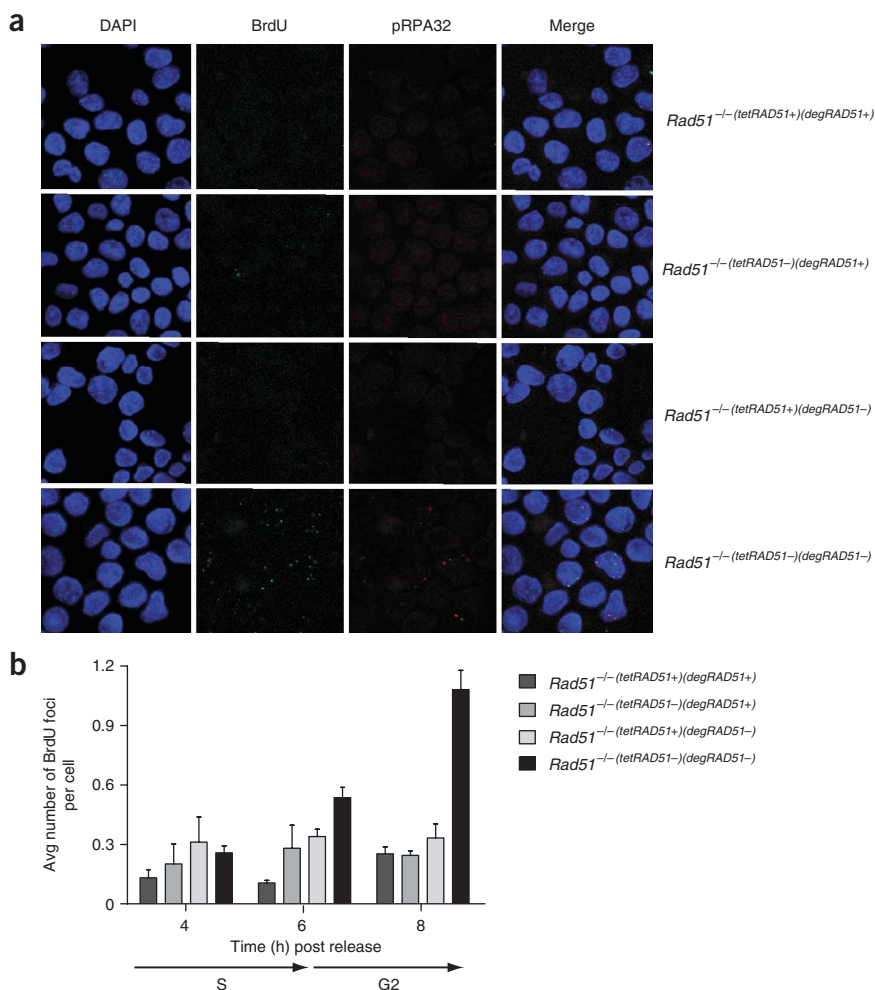 a
DAPI BrdU pRPA32 Merge
Rad51–/–(tetRAD51+)(degRAD51+)
Rad51–/–(tetRAD51–)(degRAD51+)
Rad51–/–(tetRAD51+)(degRAD51–)
Rad51–/–(tetRAD51–)(degRAD51–)
b
Avg number of BrdU foci
per cell
1.2
0.9
0.6
0.3
0
4 6 8
Time (h) post release
S G2
Rad51–/–(tetRAD51+)(degRAD51+)
Rad51–/–(tetRAD51–)(degRAD51+)
Rad51–/–(tetRAD51+)(degRAD51–)
Rad51–/–(tetRAD51–)(degRAD51–)